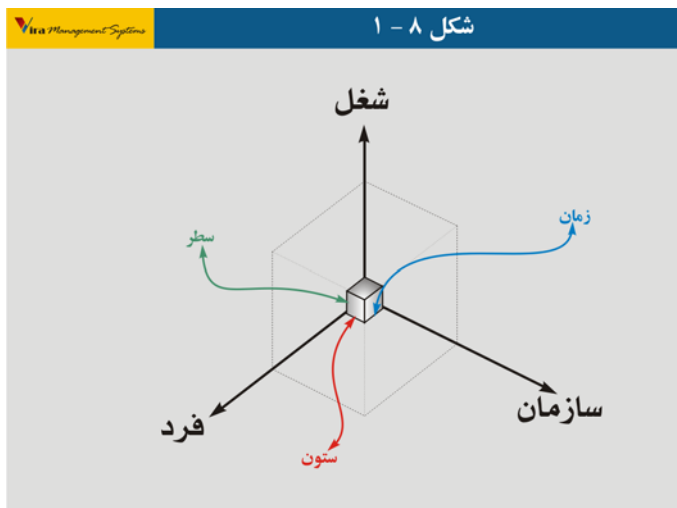 Vira Management Systems
شکل ۸ – ۱
شغل
زمان
سطر
سازمان
فرد
ستون